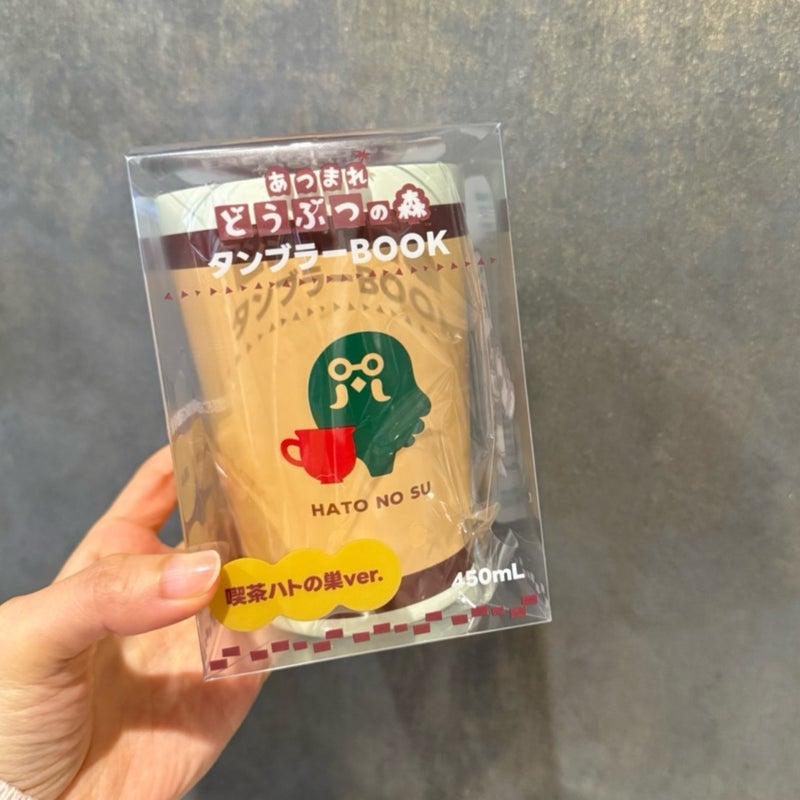 あつまれ
どうぶつの森
タンブラーBOOK
HATO NO SU
喫茶ハトの巣ver.
450mL